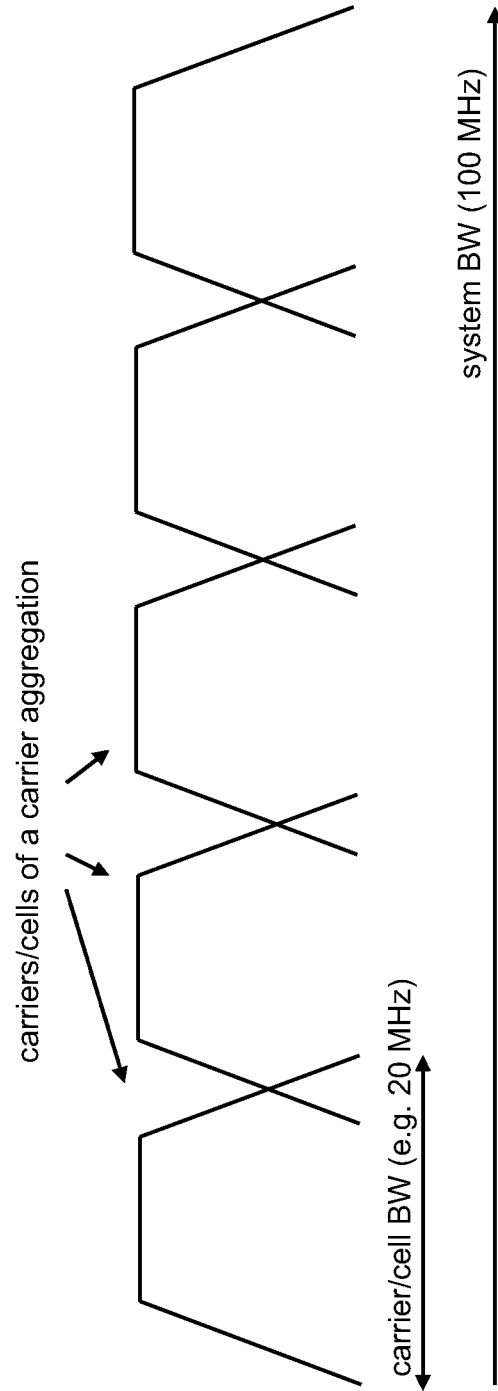 carriers/cells of a carrier aggregation
carrier/cell BW (e.g. 20 MHz)
system BW (100 MHz)